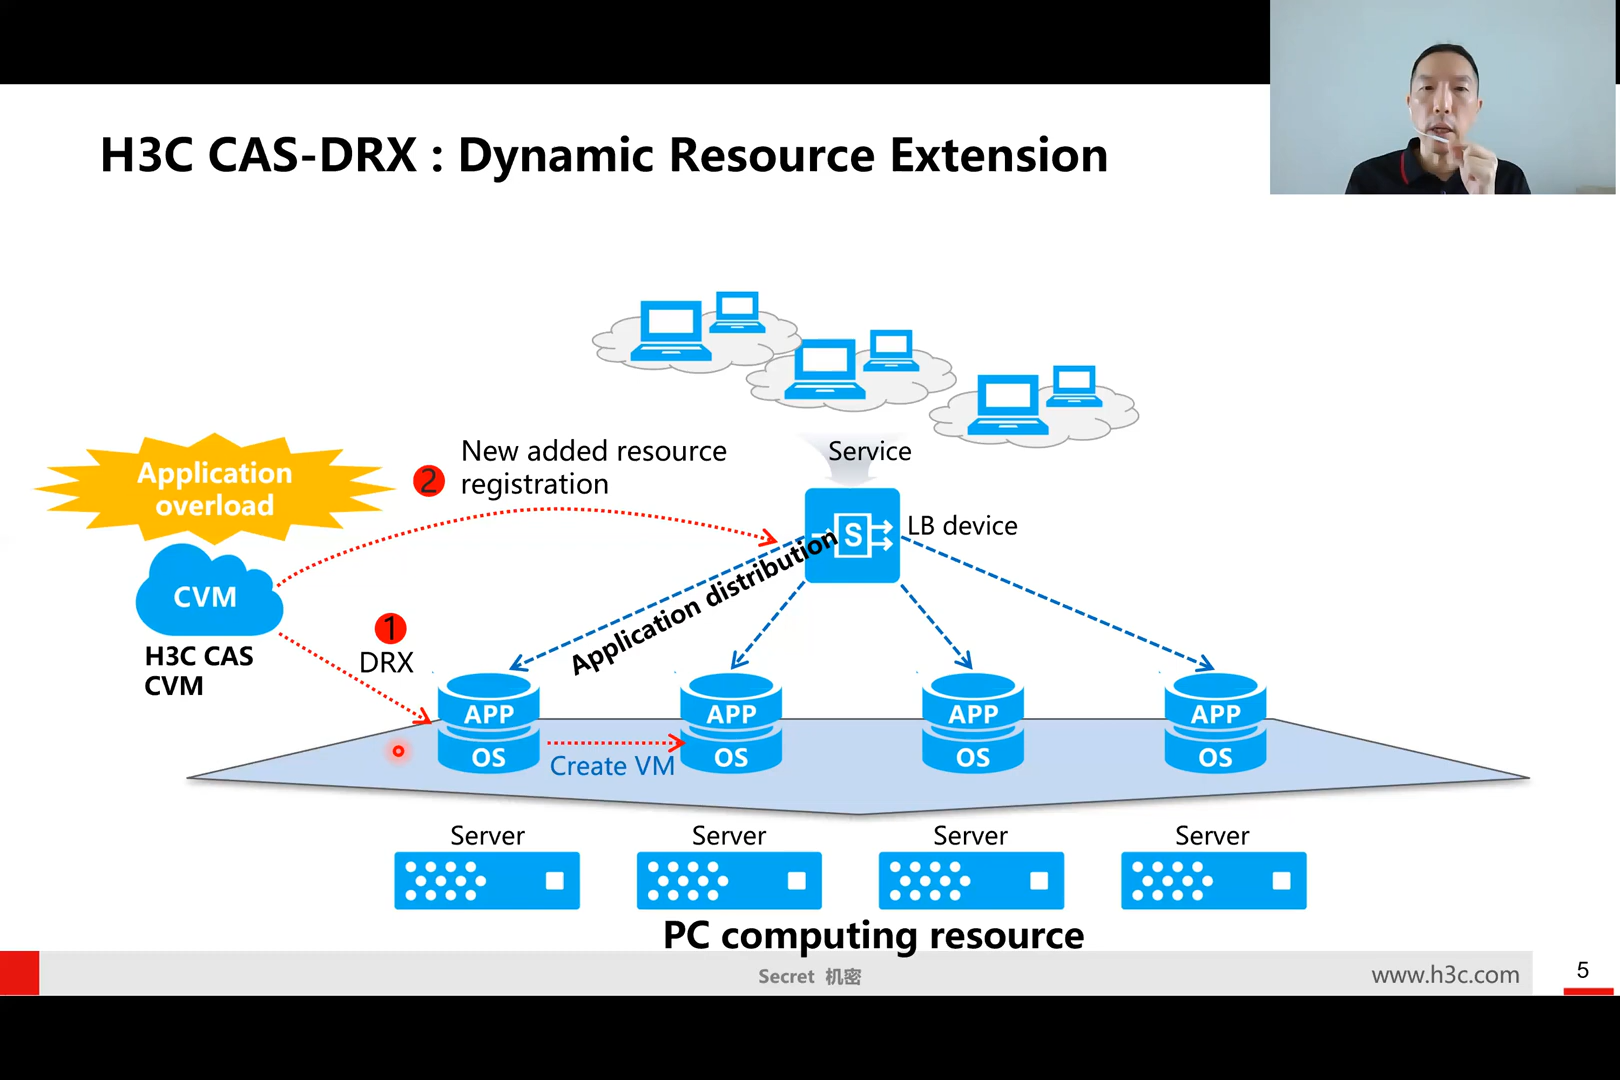 H3C CAS-DRX : Dynamic Resource Extension
Application
overload
2
New added resource
registration
Service
S
LB device
CVM
H3C CAS
CVM
1
DRX
Application distribution
APP
OS
APP
OS
APP
OS
APP
OS
Create VM
Server
Server
Server
Server
PC computing resource
Secret 机密
www.h3c.com
5